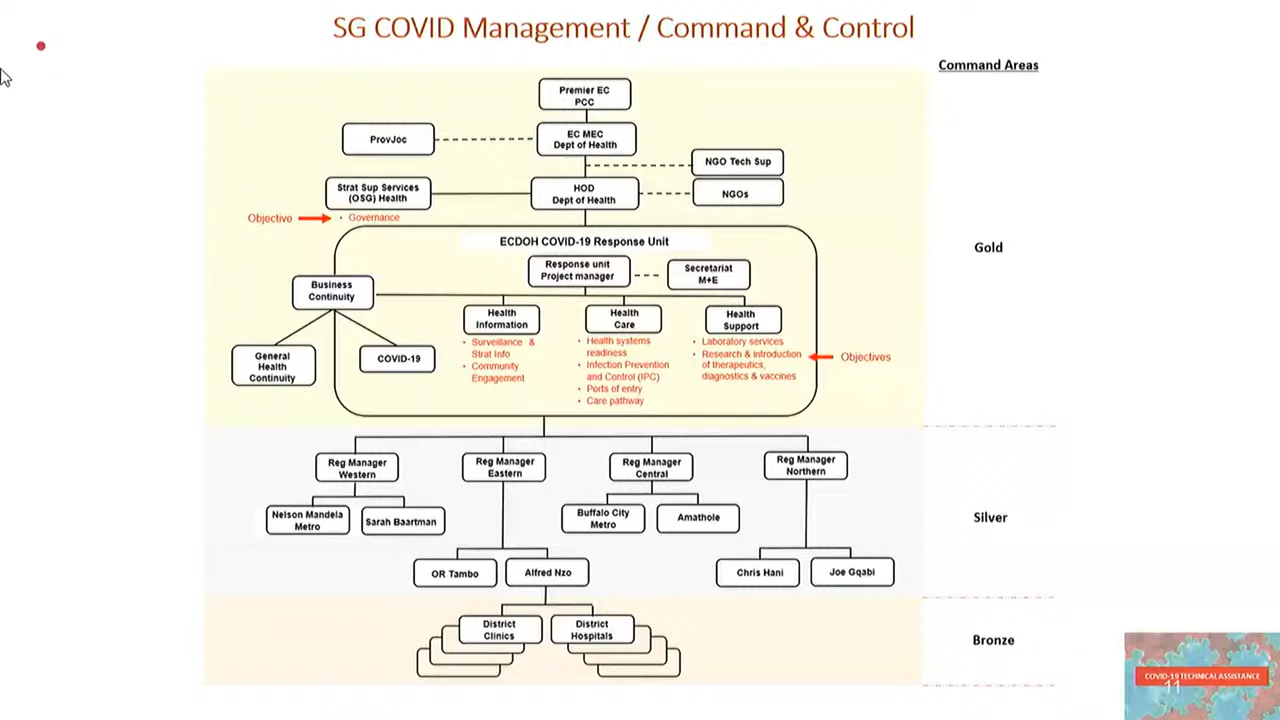 SG COVID Management / Command & Control
Command Areas
Premier EC
PCC
ProvJoc
EC MEC
Dept of Health
NGO Tech Sup
Strat Sup Services
(OSG) Health
HOD
Dept of Health
NGOs
Objective
• Governance
Gold
ECDOH COVID-19 Response Unit
Response unit
Project manager
Secretariat
M+E
Business
Continuity
Health
Information
Health
Care
Health
Support
• Surveillance &
Strat Info
• Community
Engagement
• Health systems
readiness
• Infection Prevention
and Control (IPC)
• Ports of entry
• Care pathway
• Laboratory services
• Research & introduction
of therapeutics,
diagnostics & vaccines
Objectives
General
Health
Continuity
COVID-19
Reg Manager
Western
Reg Manager
Eastern
Reg Manager
Central
Reg Manager
Northern
Nelson Mandela
Metro
Sarah Baartman
Buffalo City
Metro
Amathole
Silver
OR Tambo
Alfred Nzo
Chris Hani
Joe Gqabi
District
Clinics
District
Hospitals
Bronze
COVID-19 TECHNICAL ASSISTANCE
11